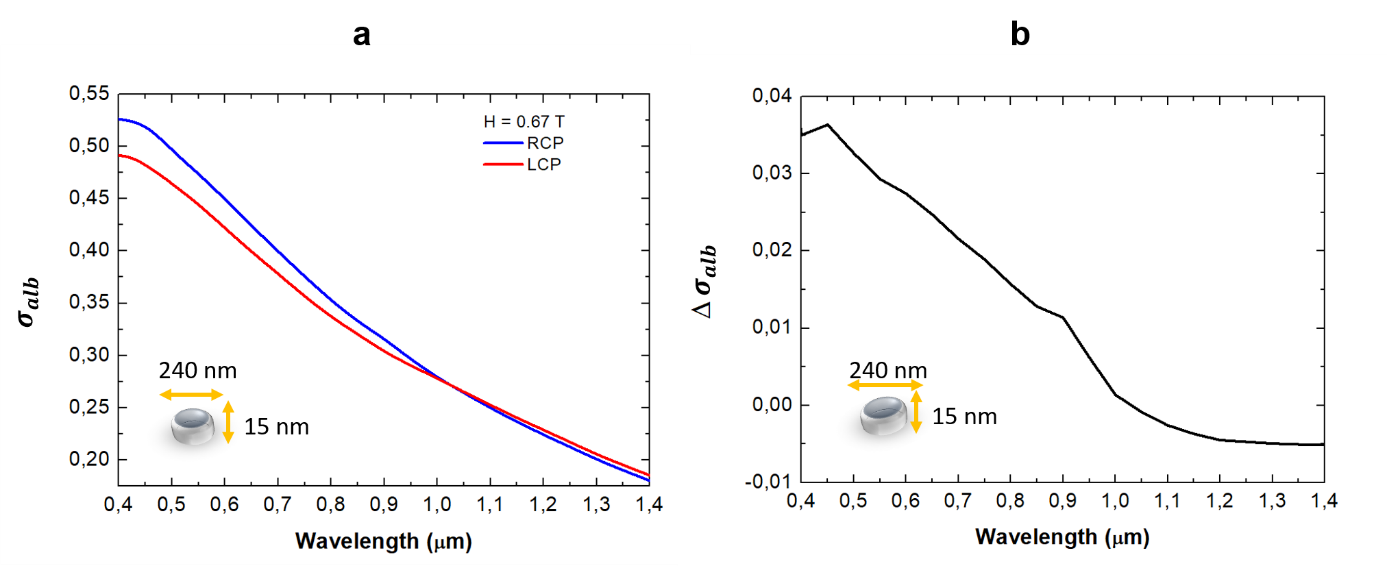 a
0,55
0,50
0,45
0,40
0,35
0,30
0,25
0,20
σalb
H = 0.67 T
RCP
LCP
240 nm
15 nm
0,4 0,5 0,6 0,7 0,8 0,9 1,0 1,1 1,2 1,3 1,4
Wavelength (μm)
b
0,04
0,03
0,02
0,01
0,00
-0,01
Δ σalb
240 nm
15 nm
0,4 0,5 0,6 0,7 0,8 0,9 1,0 1,1 1,2 1,3 1,4
Wavelength (μm)